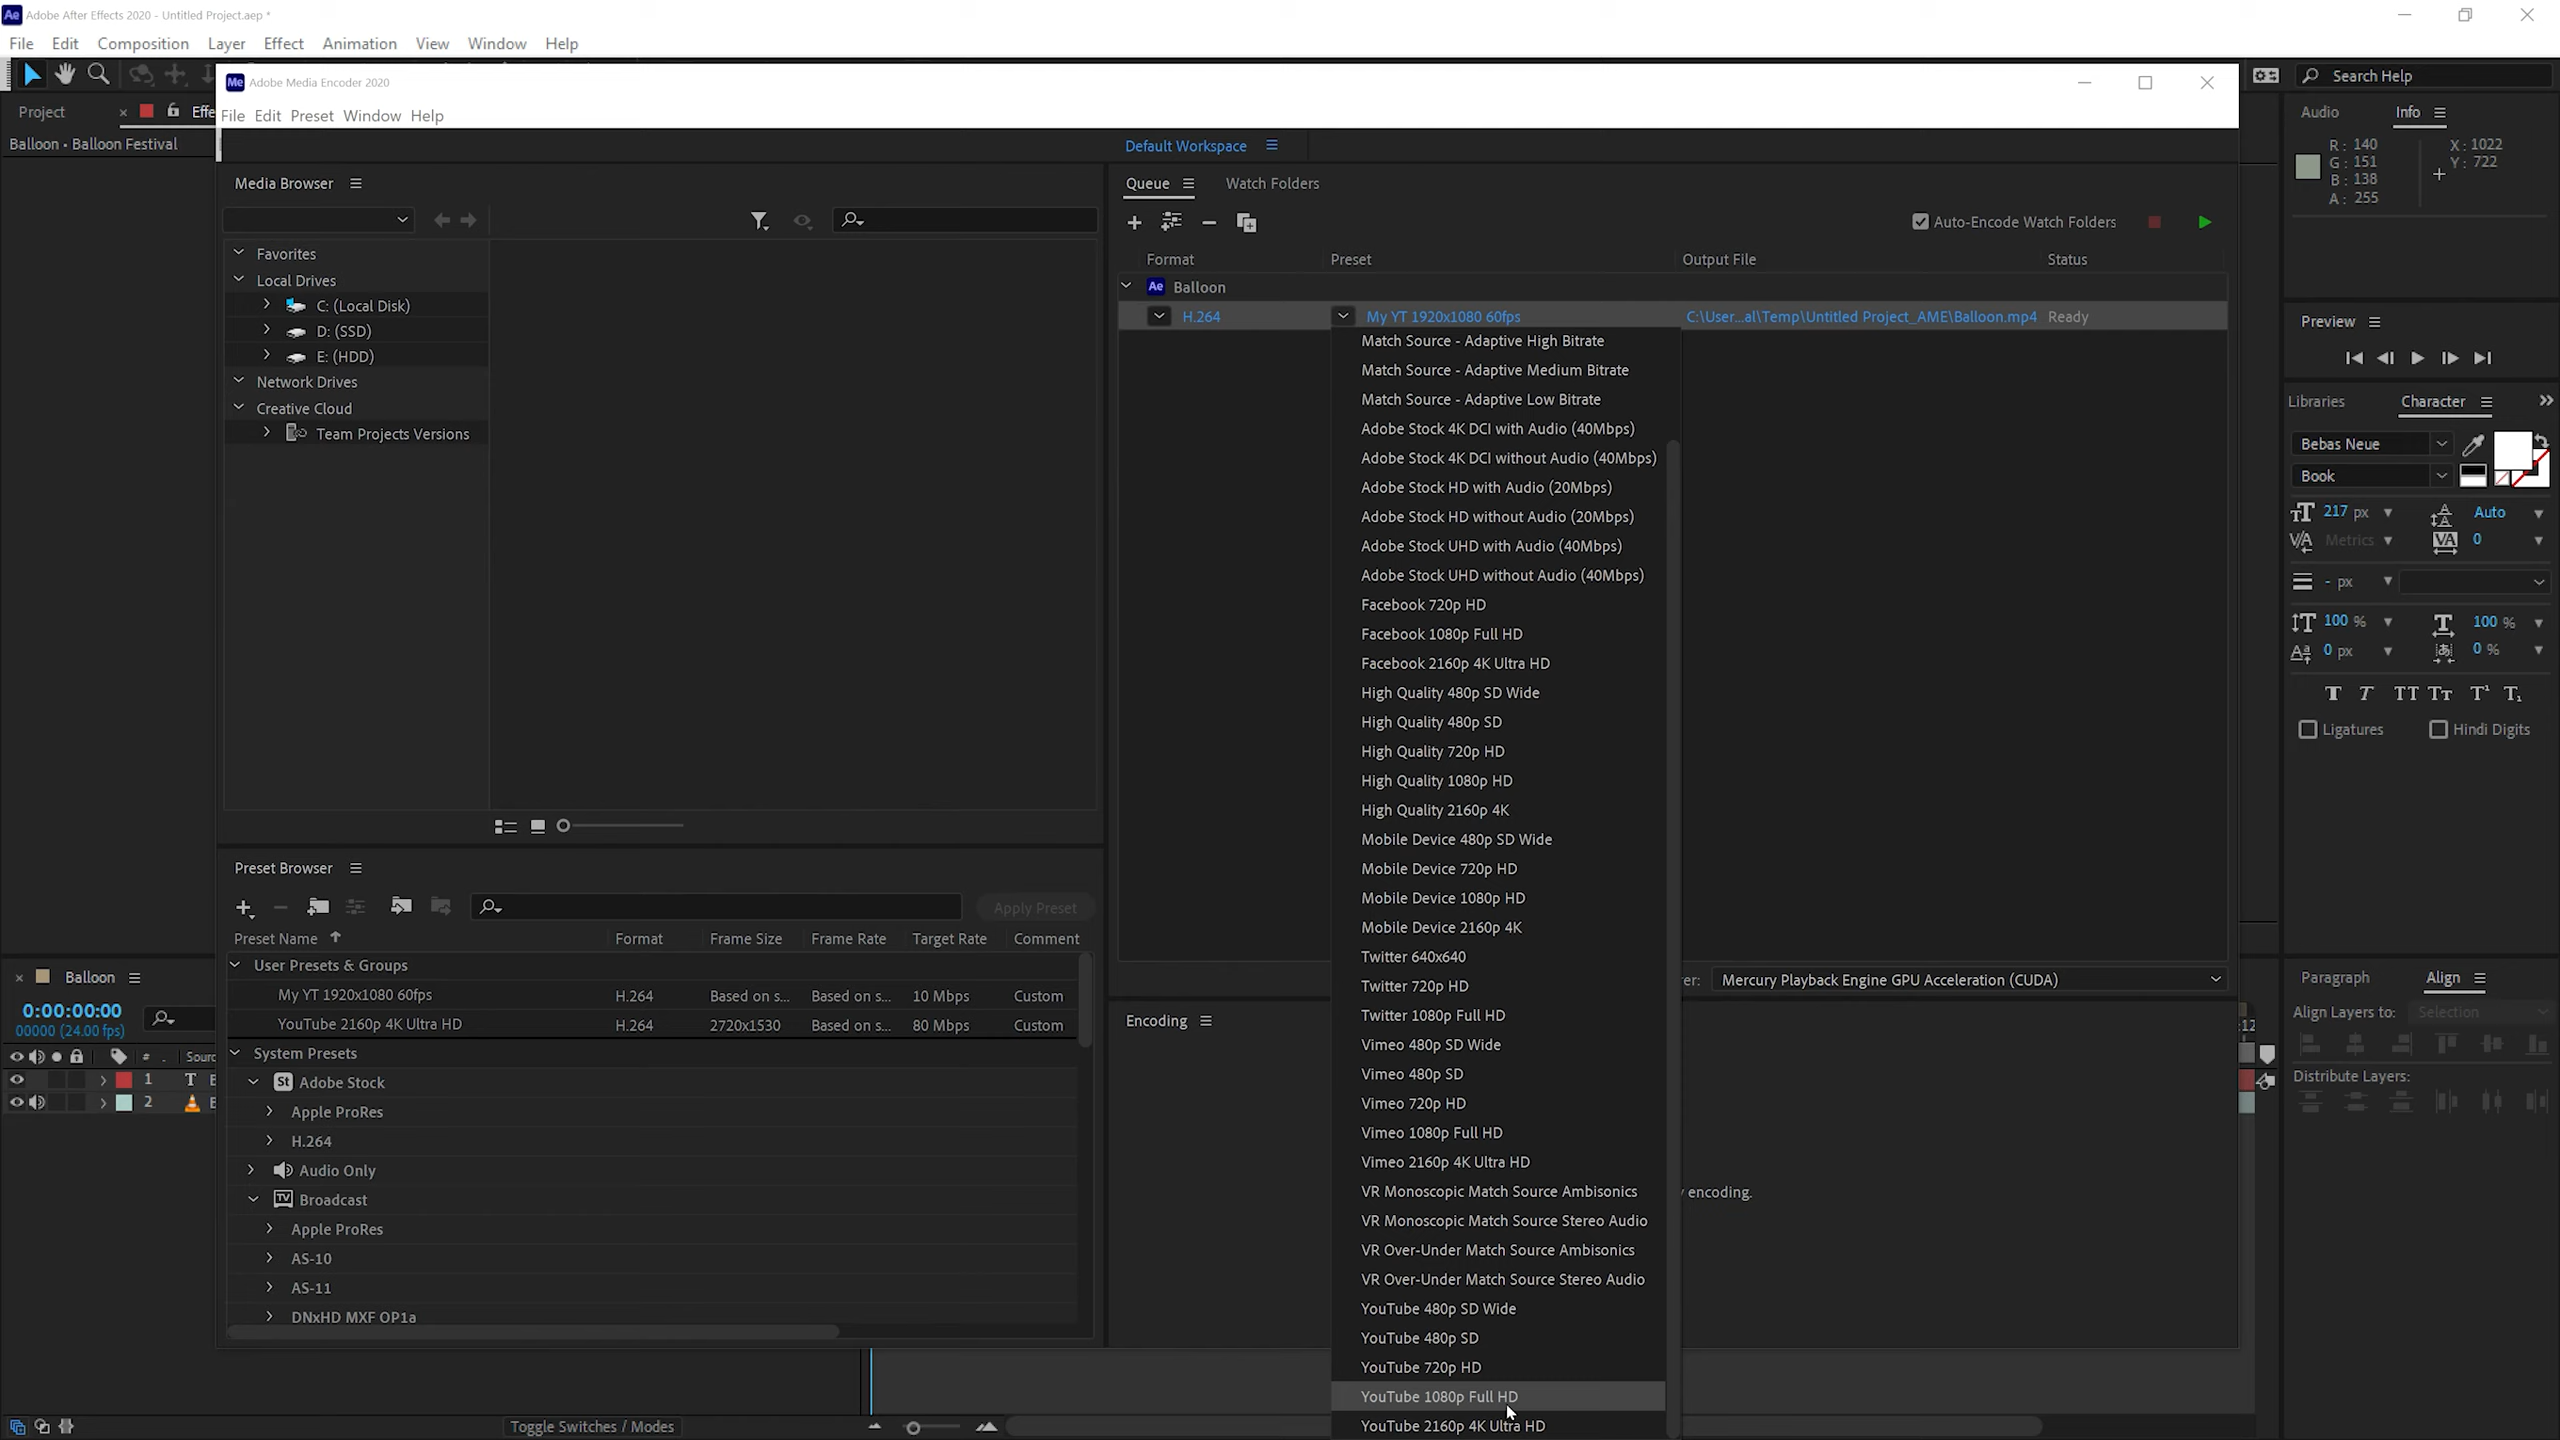 Ae Adobe After Effects 2020 - Untitled Project.aep *
File Edit Composition Layer Effect Animation View Window Help
Search Help
Project × Effe
Balloon • Balloon Festival
Me Adobe Media Encoder 2020
File Edit Preset Window Help
Default Workspace
Media Browser
Favorites
Local Drives
C: (Local Disk)
D: (SSD)
E: (HDD)
Network Drives
Creative Cloud
Team Projects Versions
Queue Watch Folders
Auto-Encode Watch Folders
Format Preset Output File Status
Ae Balloon
H.264 My YT 1920x1080 60fps C:\User...al\Temp\Untitled Project_AME\Balloon.mp4 Ready
Match Source - Adaptive High Bitrate
Match Source - Adaptive Medium Bitrate
Match Source - Adaptive Low Bitrate
Adobe Stock 4K DCI with Audio (40Mbps)
Adobe Stock 4K DCI without Audio (40Mbps)
Adobe Stock HD with Audio (20Mbps)
Adobe Stock HD without Audio (20Mbps)
Adobe Stock UHD with Audio (40Mbps)
Adobe Stock UHD without Audio (40Mbps)
Facebook 720p HD
Facebook 1080p Full HD
Facebook 2160p 4K Ultra HD
High Quality 480p SD Wide
High Quality 480p SD
High Quality 720p HD
High Quality 1080p HD
High Quality 2160p 4K
Mobile Device 480p SD Wide
Mobile Device 720p HD
Mobile Device 1080p HD
Mobile Device 2160p 4K
Twitter 640x640
Twitter 720p HD
Twitter 1080p Full HD
Vimeo 480p SD Wide
Vimeo 480p SD
Vimeo 720p HD
Vimeo 1080p Full HD
Vimeo 2160p 4K Ultra HD
VR Monoscopic Match Source Ambisonics
VR Monoscopic Match Source Stereo Audio
VR Over-Under Match Source Ambisonics
VR Over-Under Match Source Stereo Audio
YouTube 480p SD Wide
YouTube 480p SD
YouTube 720p HD
YouTube 1080p Full HD
YouTube 2160p 4K Ultra HD
rer: Mercury Playback Engine GPU Acceleration (CUDA)
Encoding
y encoding.
Preset Browser
Apply Preset
Preset Name Format Frame Size Frame Rate Target Rate Comment
User Presets & Groups
My YT 1920x1080 60fps H.264 Based on s... Based on s... 10 Mbps Custom
YouTube 2160p 4K Ultra HD H.264 2720x1530 Based on s... 80 Mbps Custom
System Presets
St Adobe Stock
Apple ProRes
H.264
Audio Only
TV Broadcast
Apple ProRes
AS-10
AS-11
DNxHD MXF OP1a
× Balloon
0:00:00:00
00000 (24.00 fps)
# . Sourc
1 T
2
Toggle Switches / Modes
Audio Info
R: 140
G: 151
B: 138
A: 255
X: 1022
Y: 722
Preview
Libraries Character
Bebas Neue
Book
217 px Auto
Metrics VA 0
- px
100 % 100 %
0 px 0 %
T T TT Tt T¹ T₁
Ligatures Hindi Digits
Paragraph Align
Align Layers to: Selection
Distribute Layers:
:12